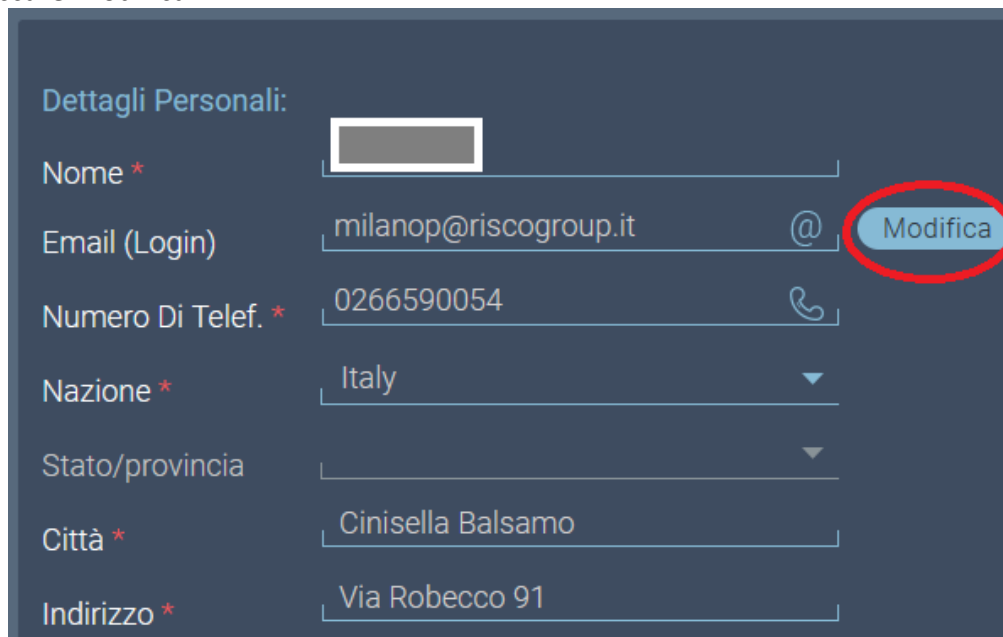 Dettagli Personali:
Nome *
Email (Login) milanop@riscogroup.it @ Modifica
Numero Di Telef. * 0266590054
Nazione * Italy
Stato/provincia
Città * Cinisella Balsamo
Indirizzo * Via Robecco 91